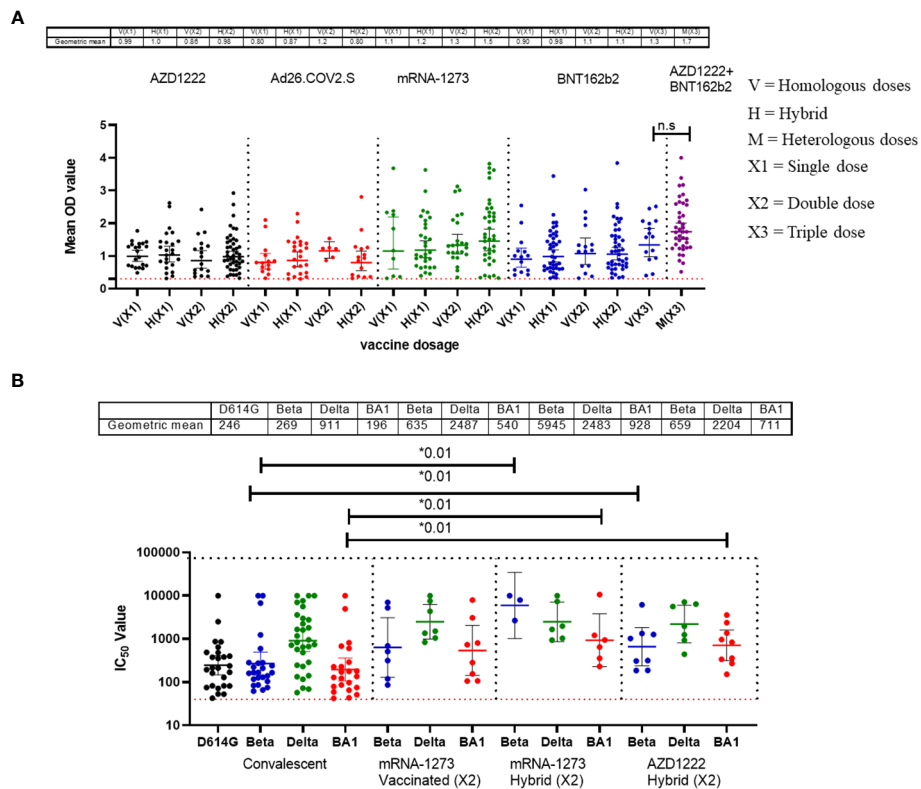 A
V(X1) H(X1) V(X2) H(X2) V(X1) H(X1) V(X2) H(X2) V(X1) H(X1) V(X2) H(X2) V(X1) H(X1) V(X2) H(X2) V(X3) M(X3)
Geometric mean 0.99 1.0 0.86 0.98 0.80 0.87 1.2 0.80 1.1 1.2 1.3 1.5 0.90 0.98 1.1 1.1 1.3 1.7
AZD1222 Ad26.COV2.S mRNA-1273 BNT162b2 AZD1222+
BNT162b2
V = Homologous doses
H = Hybrid
M = Heterologous doses
X1 = Single dose
X2 = Double dose
X3 = Triple dose
n.s
Mean OD value
5
4
3
2
1
0
V(X1) H(X1) V(X2) H(X2) V(X1) H(X1) V(X2) H(X2) V(X1) H(X1) V(X2) H(X2) V(X1) H(X1) V(X2) H(X2) V(X3) M(X3)
vaccine dosage
B
D614G Beta Delta BA1 Beta Delta BA1 Beta Delta BA1 Beta Delta BA1
Geometric mean 246 269 911 196 635 2487 540 5945 2483 928 659 2204 711
*0.01
*0.01
*0.01
*0.01
IC50 Value
100000
10000
1000
100
10
D614G Beta Delta BA1 Beta Delta BA1 Beta Delta BA1 Beta Delta BA1
Convalescent mRNA-1273 mRNA-1273 AZD1222
Vaccinated (X2) Hybrid (X2) Hybrid (X2)